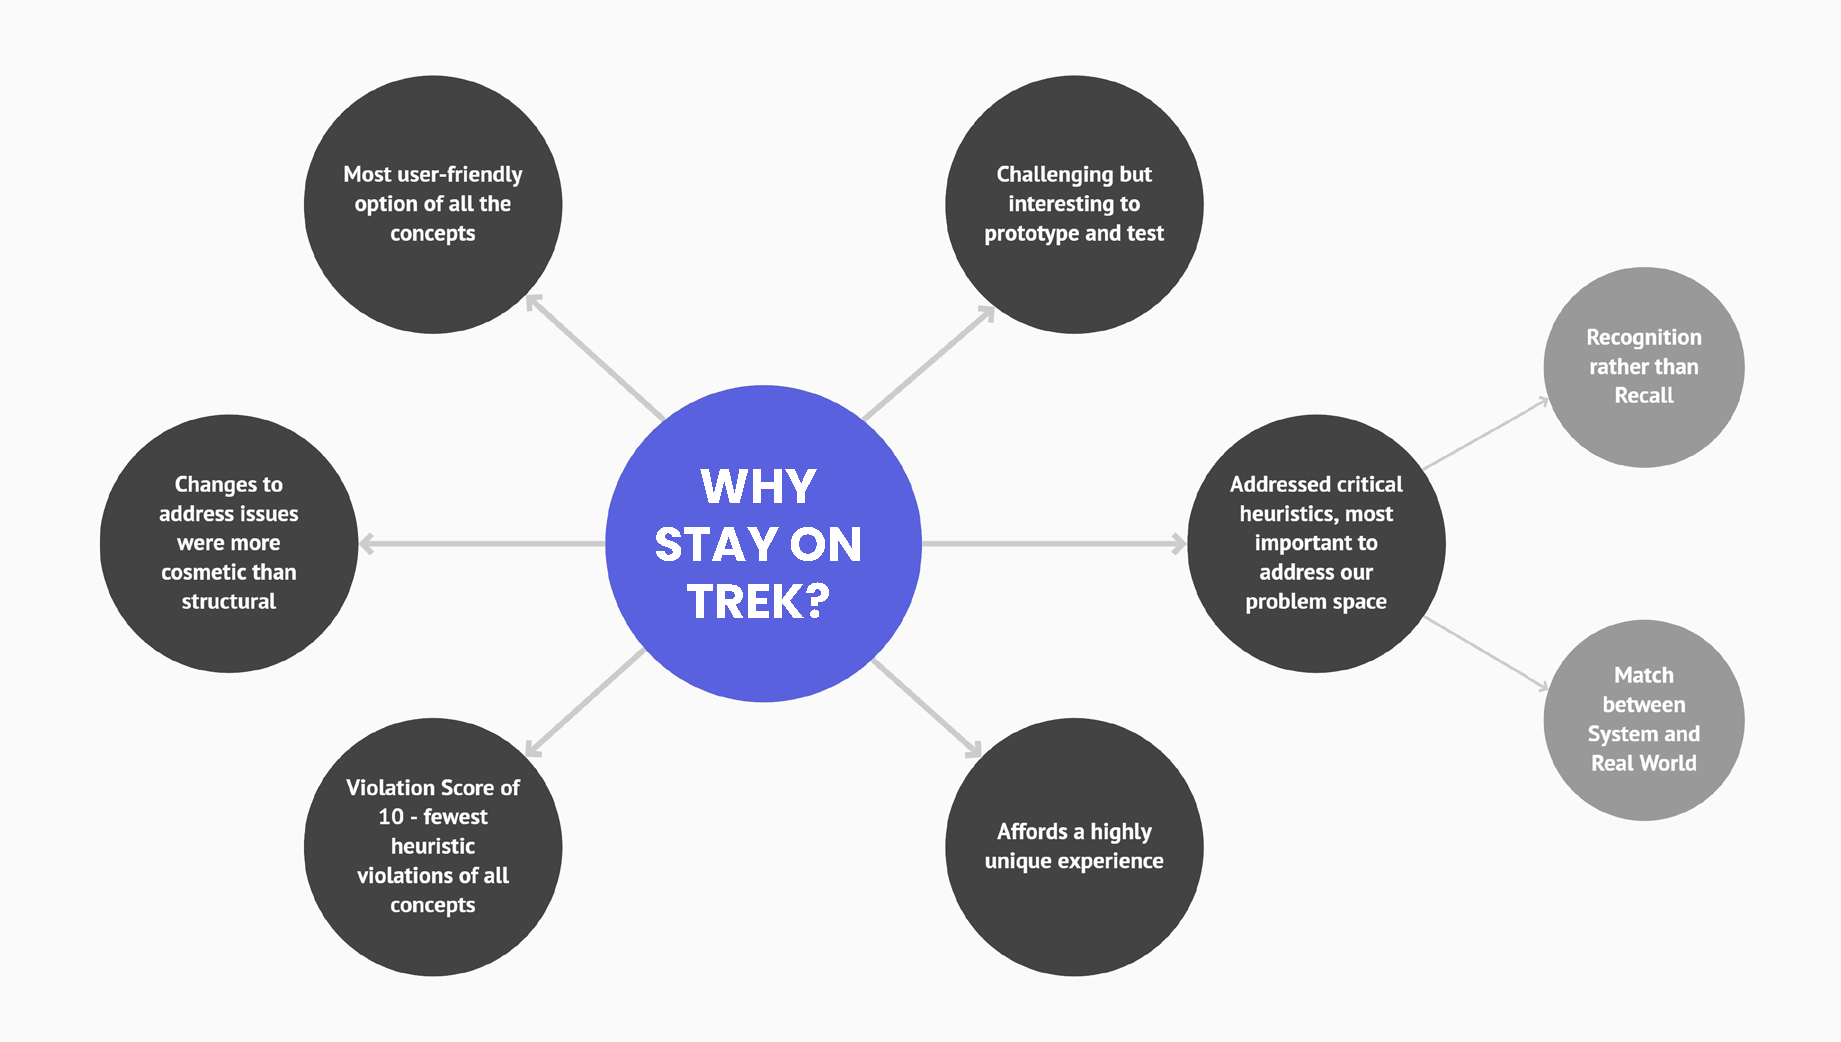 Most user-friendly
option of all the
concepts
Challenging but
interesting to
prototype and test
Recognition
rather than
Recall
Changes to
address issues
were more
cosmetic than
structural
WHY
STAY ON
TREK?
Addressed critical
heuristics, most
important to
address our
problem space
Match
between
System and
Real World
Violation Score of
10 - fewest
heuristic
violations of all
concepts
Affords a highly
unique experience